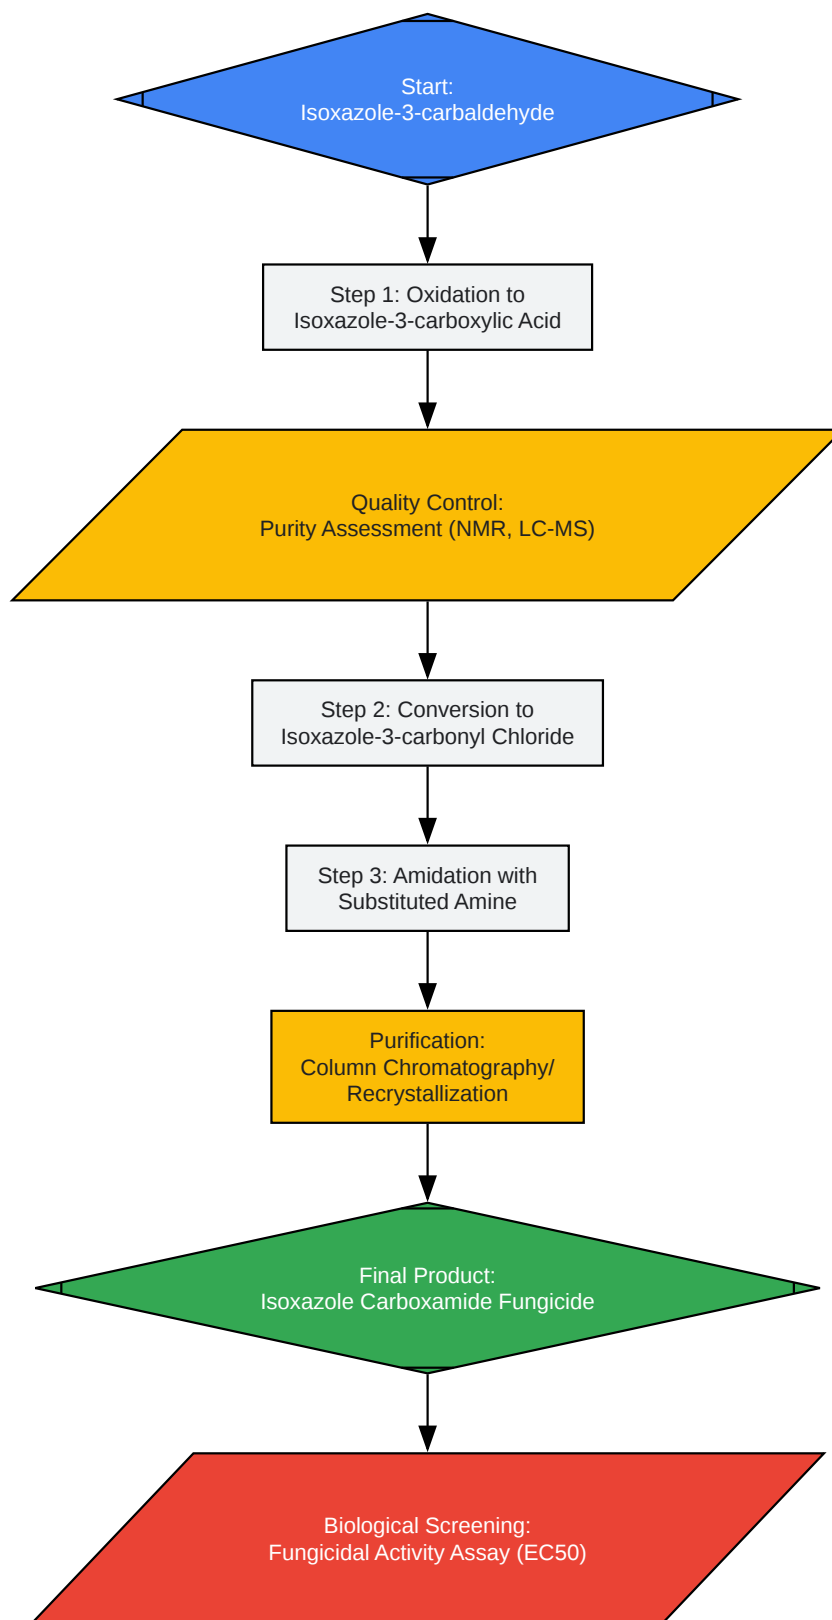 Start:
Isoxazole-3-carbaldehyde
Step 1: Oxidation to
Isoxazole-3-carboxylic Acid
Quality Control:
Purity Assessment (NMR, LC-MS)
Step 2: Conversion to
Isoxazole-3-carbonyl Chloride
Step 3: Amidation with
Substituted Amine
Purification:
Column Chromatography/
Recrystallization
Final Product:
Isoxazole Carboxamide Fungicide
Biological Screening:
Fungicidal Activity Assay (EC50)